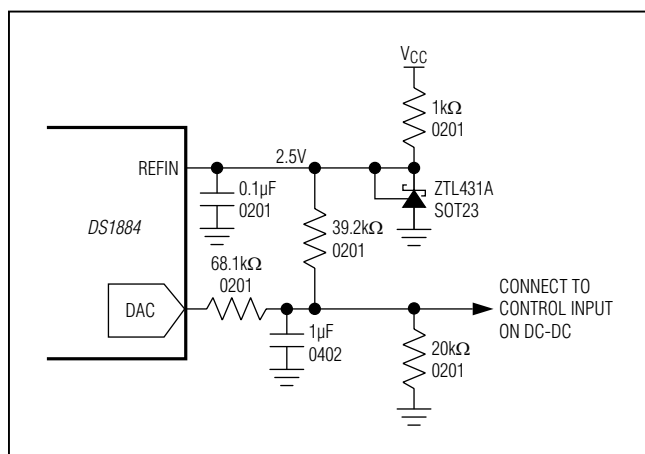 VCC
1kΩ
0201
REFIN
2.5V
ZTL431A
SOT23
0.1µF
0201
DS1884
39.2kΩ
0201
68.1kΩ
0201
DAC
CONNECT TO
CONTROL INPUT
ON DC-DC
1µF
0402
20kΩ
0201